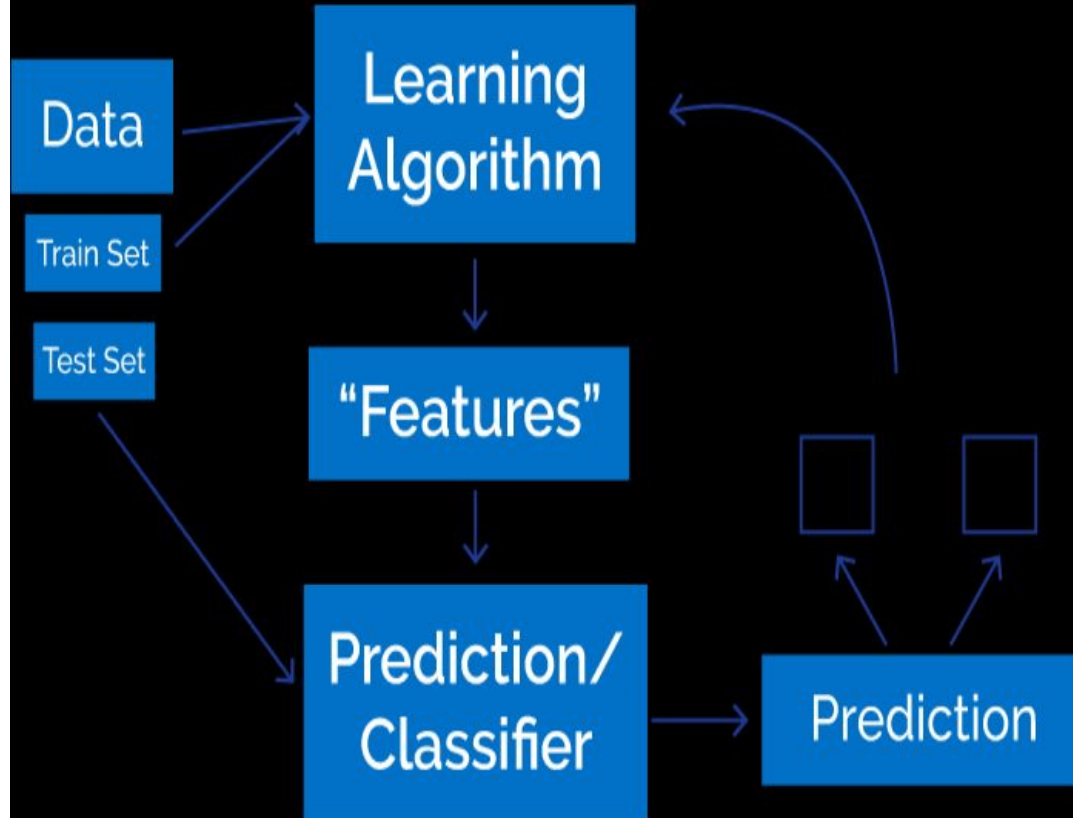 Data
Train Set
Test Set
Learning
Algorithm
“Features”
Prediction/
Classifier
Prediction